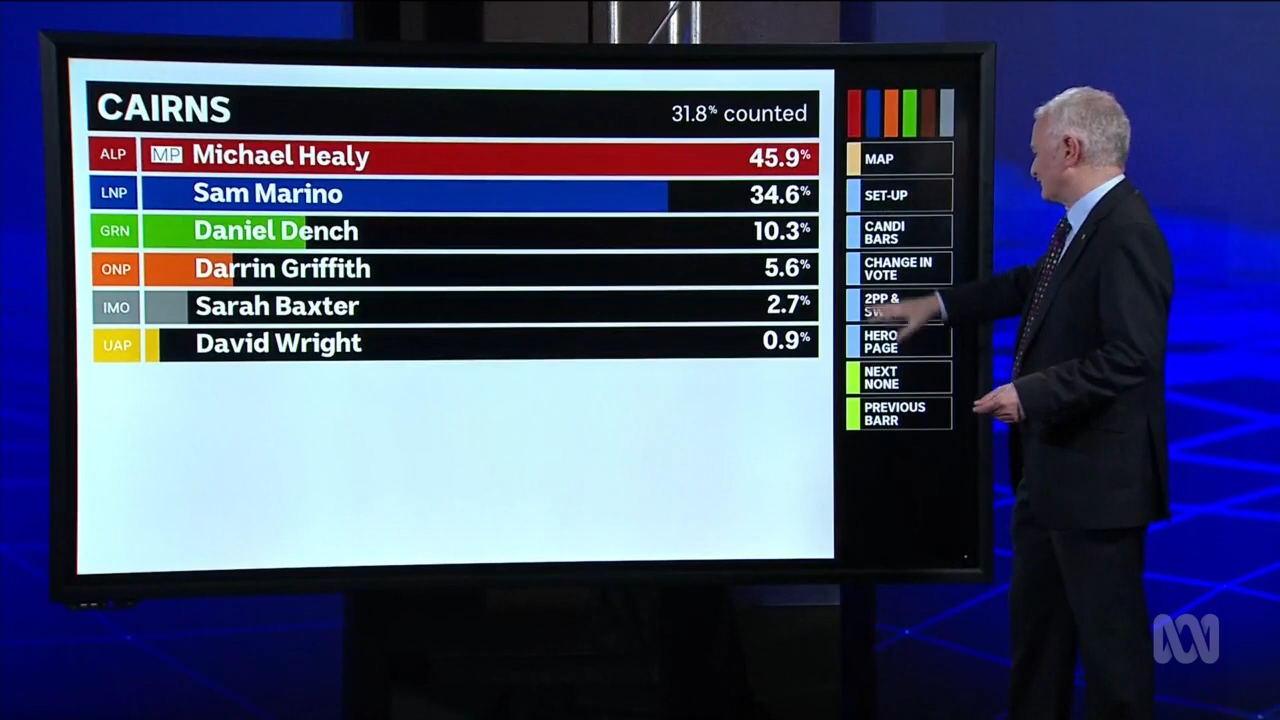 CAIRNS
31.8% counted
ALP MP Michael Healy 45.9%
LNP Sam Marino 34.6%
GRN Daniel Dench 10.3%
ONP Darrin Griffith 5.6%
IMO Sarah Baxter 2.7%
UAP David Wright 0.9%
MAP
SET-UP
CANDI
BARS
CHANGE IN
VOTE
2PP &
HERO
PAGE
NEXT
NONE
PREVIOUS
BARR